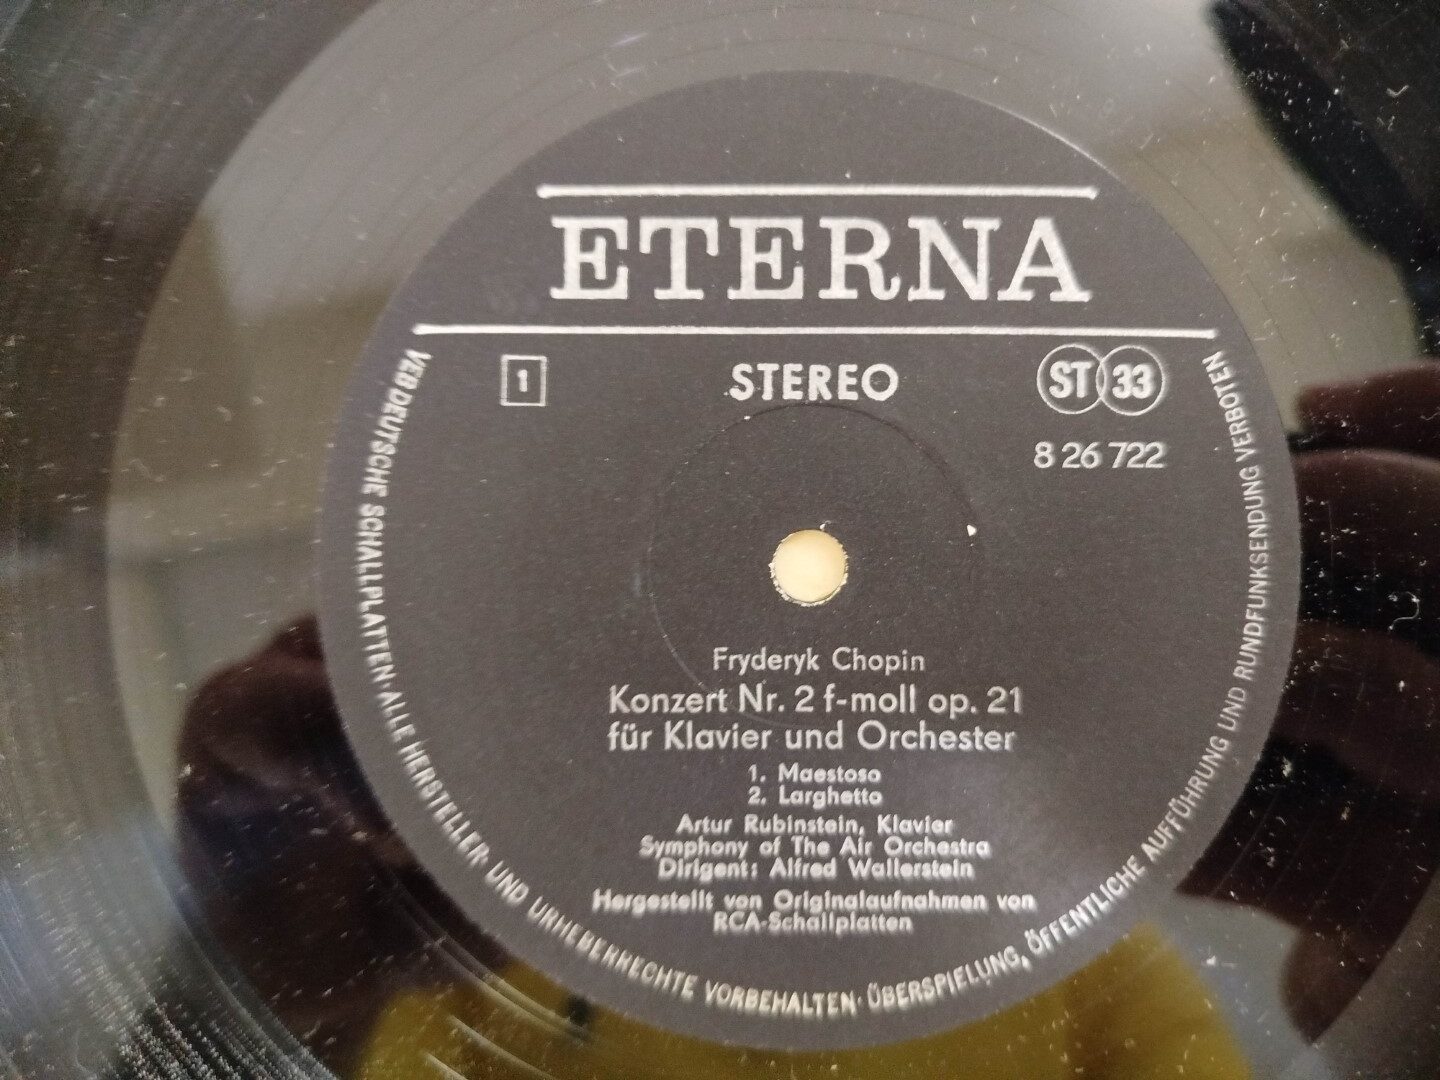 ETERNA
1
STEREO
ST 33
8 26 722
Fryderyk Chopin
Konzert Nr. 2 f-moll op. 21
für Klavier und Orchester
1. Maestoso
2. Larghetto
Artur Rubinstein, Klavier
Symphony of The Air Orchestra
Dirigent: Alfred Wallerstein
Hergestellt von Originalaufnahmen von
RCA-Schallplatten
VEB DEUTSCHE SCHALLPLATTEN · ALLE HERSTELLER- UND URHEBERRECHTE VORBEHALTEN · ÜBERSPIELUNG, ÖFFENTLICHE AUFFÜHRUNG UND RUNDFUNKSENDUNG VERBOTEN